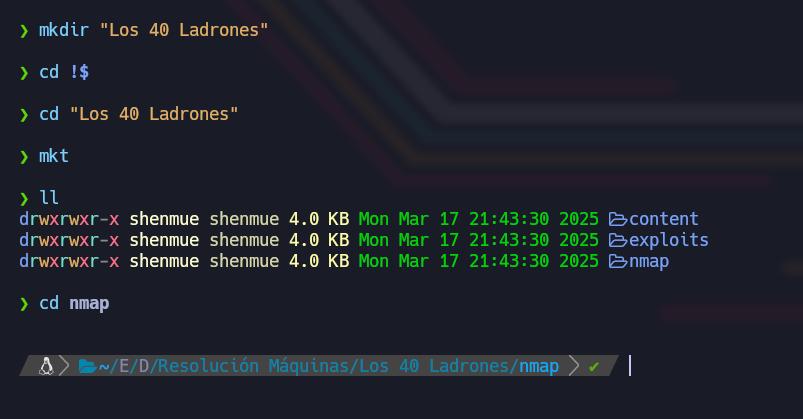 ❯ mkdir "Los 40 Ladrones"
❯ cd !$
❯ cd "Los 40 Ladrones"
❯ mkt
❯ ll
drwxrwxr-x shenmue shenmue 4.0 KB Mon Mar 17 21:43:30 2025 content
drwxrwxr-x shenmue shenmue 4.0 KB Mon Mar 17 21:43:30 2025 exploits
drwxrwxr-x shenmue shenmue 4.0 KB Mon Mar 17 21:43:30 2025 nmap
❯ cd nmap
~/E/D/Resolución Máquinas/Los 40 Ladrones/nmap ✔